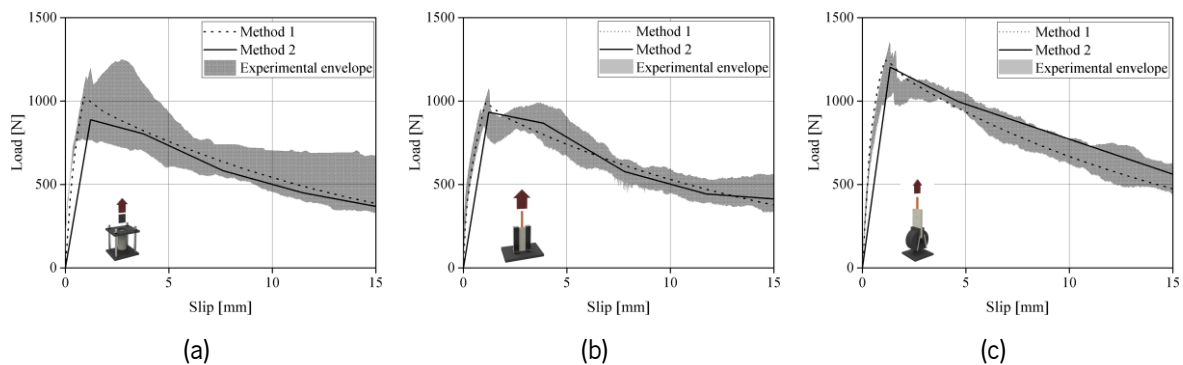 1500
1000
500
0
Load [N]
Method 1
Method 2
Experimental envelope
0
5
10
15
Slip [mm]
(a)
1500
1000
500
0
Load [N]
Method 1
Method 2
Experimental envelope
0
5
10
15
Slip [mm]
(b)
1500
1000
500
0
Load [N]
Method 1
Method 2
Experimental envelope
0
5
10
15
Slip [mm]
(c)